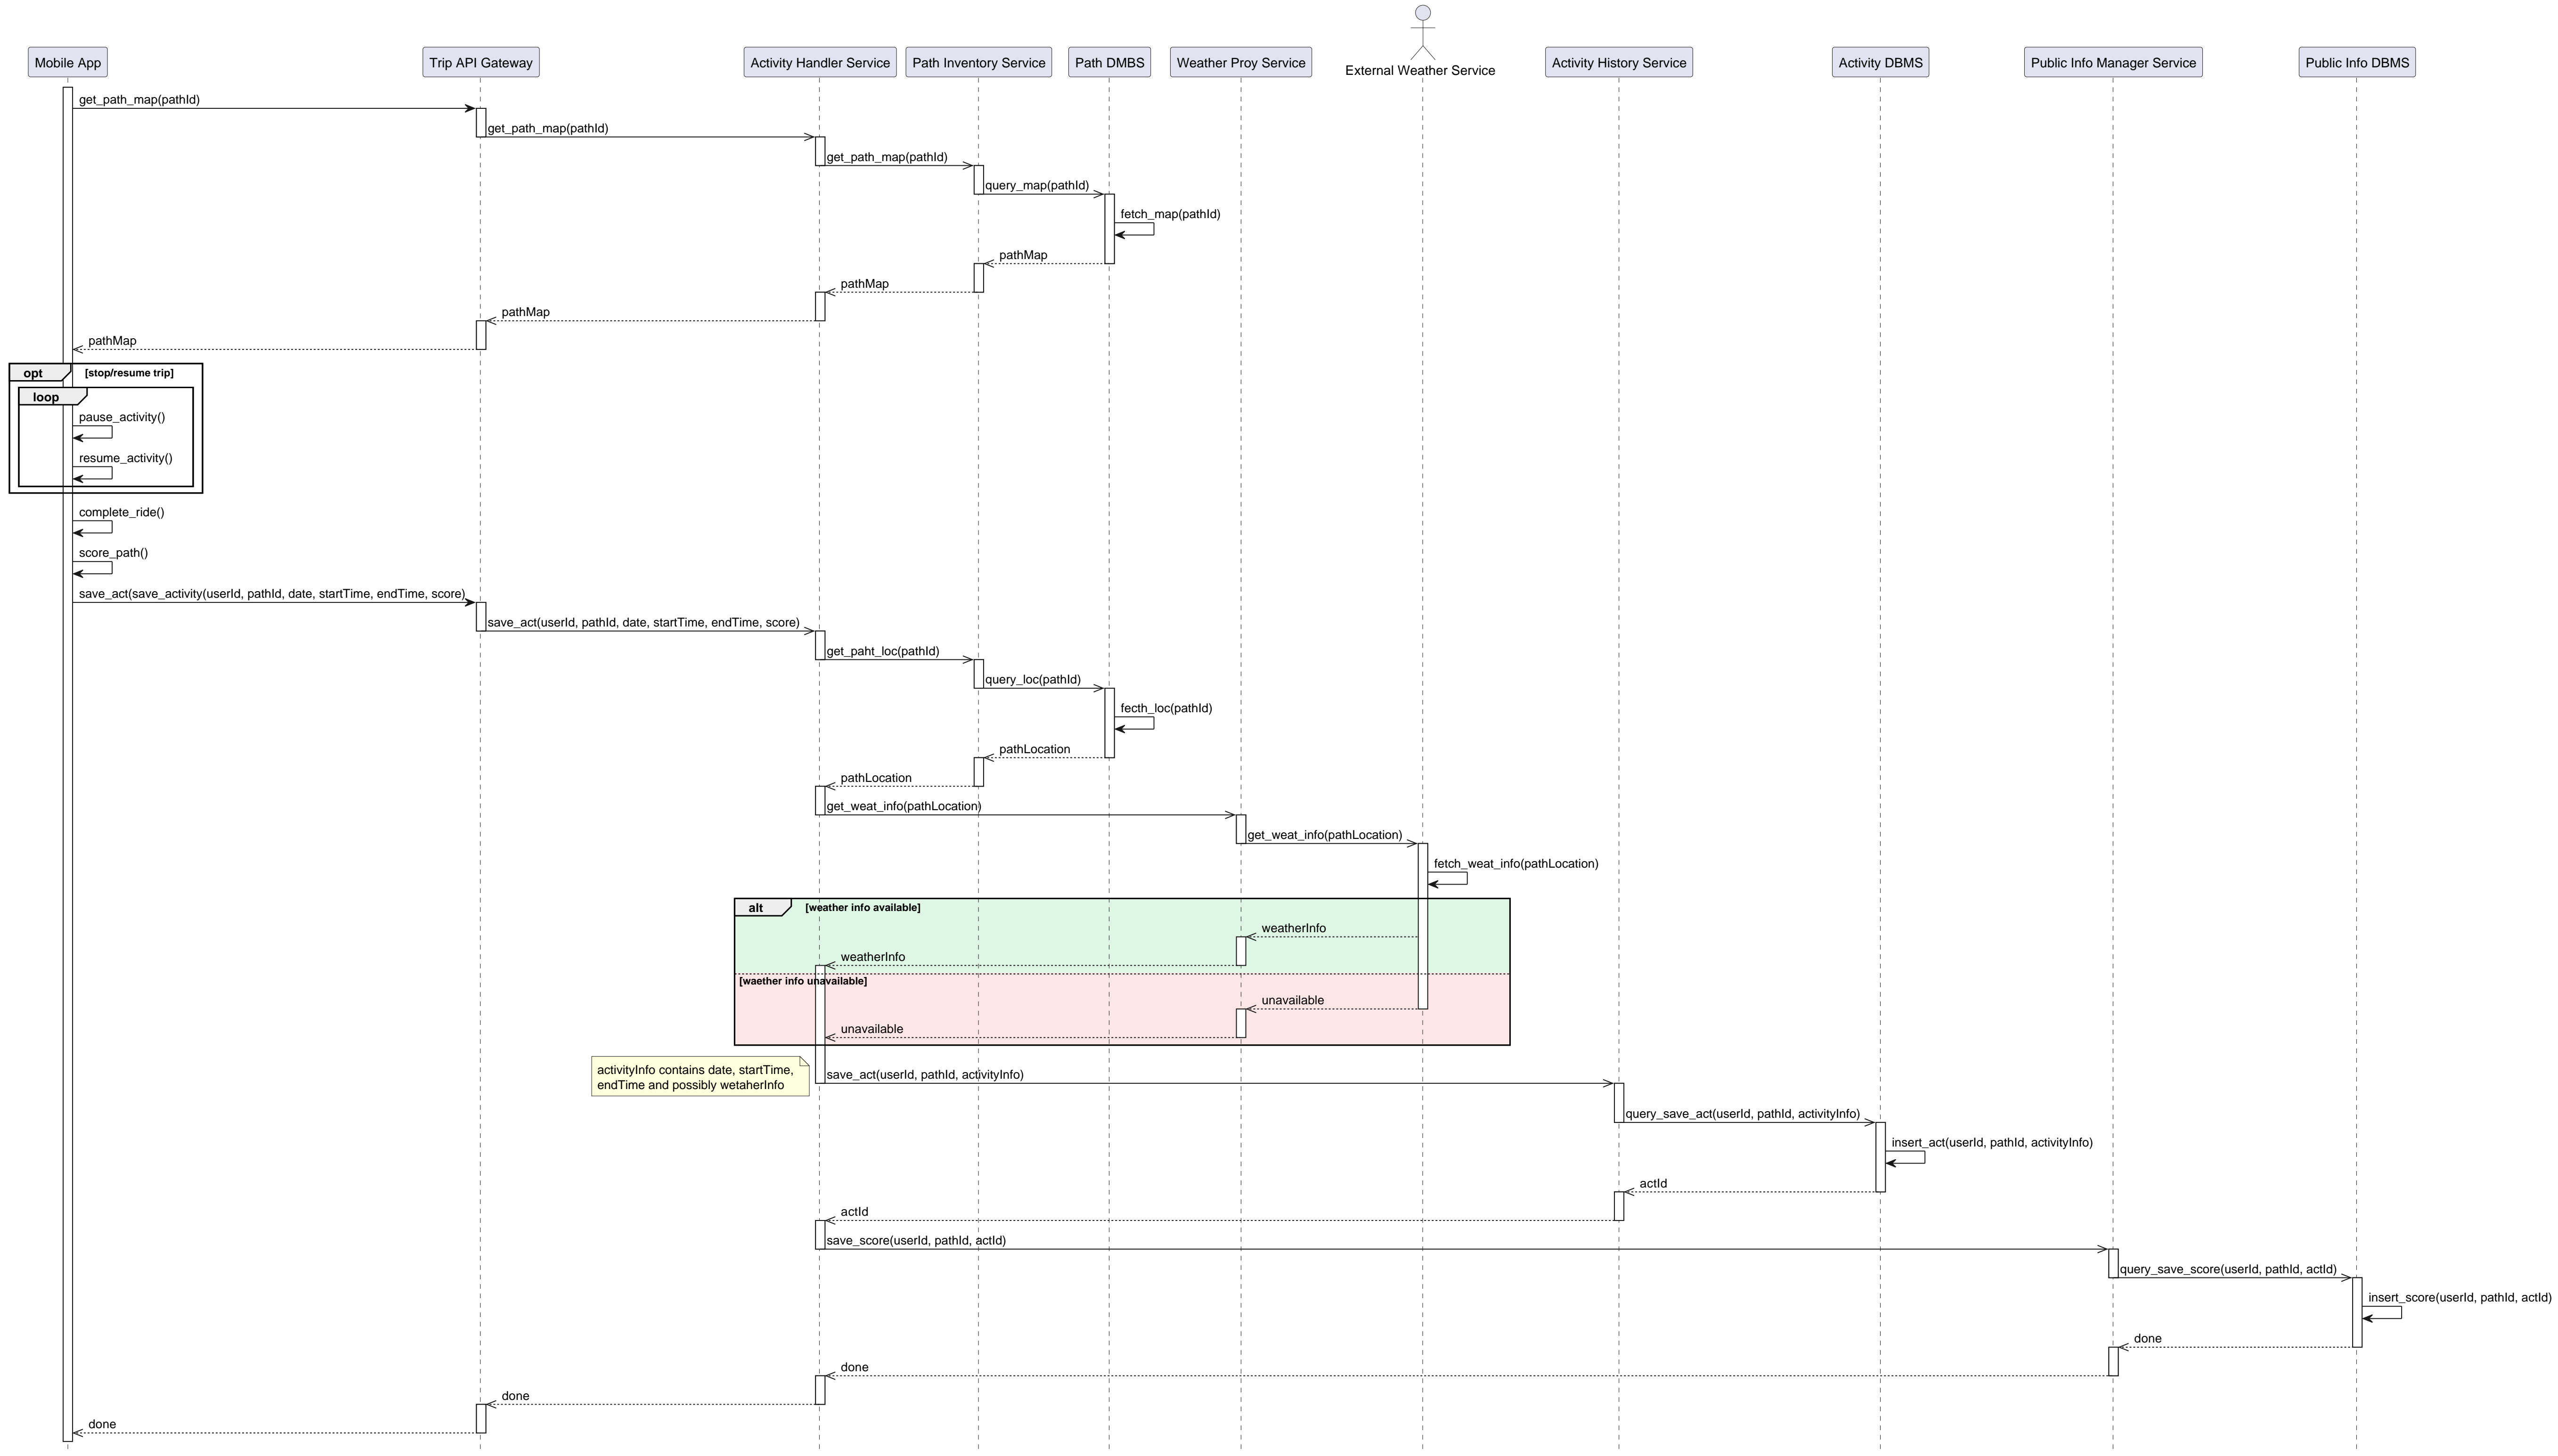 Mobile App
Trip API Gateway
Activity Handler Service
Path Inventory Service
Path DMBS
Weather Proy Service
External Weather Service
Activity History Service
Activity DBMS
Public Info Manager Service
Public Info DBMS
get_path_map(pathId)
get_path_map(pathId)
get_path_map(pathId)
query_map(pathId)
fetch_map(pathId)
pathMap
pathMap
pathMap
pathMap
opt [stop/resume trip]
loop
pause_activity()
resume_activity()
complete_ride()
score_path()
save_act(save_activity(userId, pathId, date, startTime, endTime, score)
save_act(userId, pathId, date, startTime, endTime, score)
get_paht_loc(pathId)
query_loc(pathId)
fecth_loc(pathId)
pathLocation
pathLocation
get_weat_info(pathLocation)
get_weat_info(pathLocation)
fetch_weat_info(pathLocation)
alt [weather info available]
weatherInfo
weatherInfo
[waether info unavailable]
unavailable
unavailable
activityInfo contains date, startTime,
endTime and possibly wetaherInfo
save_act(userId, pathId, activityInfo)
query_save_act(userId, pathId, activityInfo)
insert_act(userId, pathId, activityInfo)
actId
actId
save_score(userId, pathId, actId)
query_save_score(userId, pathId, actId)
insert_score(userId, pathId, actId)
done
done
done
done